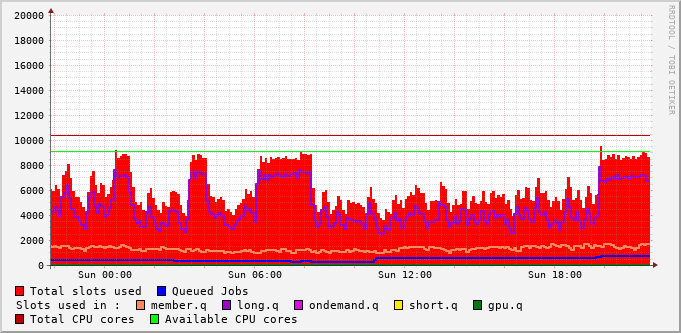 20000
18000
16000
14000
12000
10000
8000
6000
4000
2000
0
Sun 00:00 Sun 06:00 Sun 12:00 Sun 18:00
RRDTOOL / TOBI OETIKER
Total slots used Queued Jobs
Slots used in : member.q long.q ondemand.q short.q gpu.q
Total CPU cores Available CPU cores